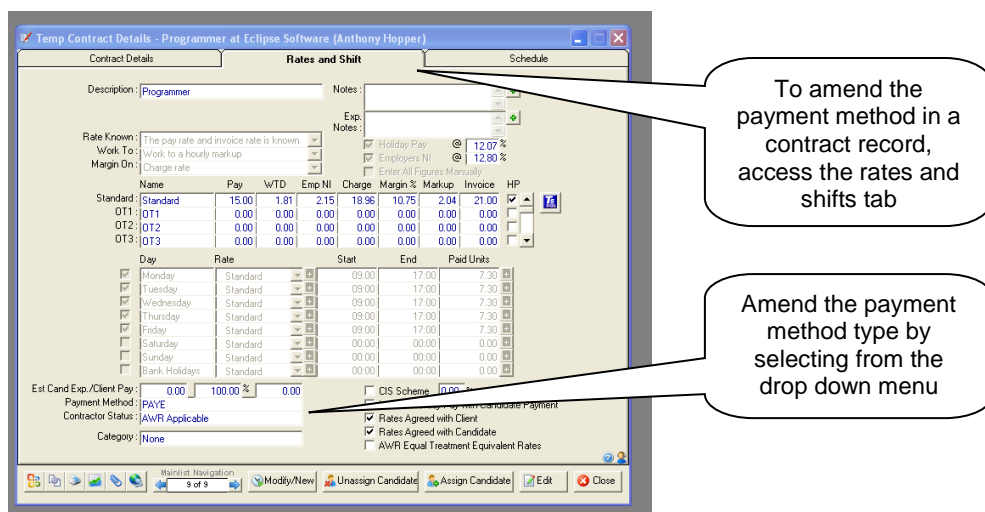 Temp Contract Details - Programmer at Eclipse Software (Anthony Hopper)
Contract Details Rates and Shift Schedule
Description : Programmer Notes :
Exp. Notes :
Rate Known : The pay rate and invoice rate is known
Work To : Work to a hourly markup
Margin On : Charge rate
Holiday Pay @ 12.07 %
Employers NI @ 12.80 %
Enter All Figures Manually
Name Pay WTD Emp NI Charge Margin % Markup Invoice HP
Standard : Standard 15.00 1.81 2.15 18.96 10.75 2.04 21.00
OT1 : OT1 0.00 0.00 0.00 0.00 0.00 0.00 0.00
OT2 : OT2 0.00 0.00 0.00 0.00 0.00 0.00 0.00
OT3 : OT3 0.00 0.00 0.00 0.00 0.00 0.00 0.00
Day Rate Start End Paid Units
Monday Standard 09:00 17:00 7.30
Tuesday Standard 09:00 17:00 7.30
Wednesday Standard 09:00 17:00 7.30
Thursday Standard 09:00 17:00 7.30
Friday Standard 09:00 17:00 7.30
Saturday Standard 00:00 00:00 0.00
Sunday Standard 00:00 00:00 0.00
Bank Holidays Standard 00:00 00:00 0.00
Est Cand Exp./Client Pay : 0.00 100.00 % 0.00
Payment Method : PAYE
Contractor Status : AWR Applicable
Category : None
CIS Scheme 0.00 %
Pay with Candidate Payment
Rates Agreed with Client
Rates Agreed with Candidate
AWR Equal Treatment Equivalent Rates
Mainlist Navigation
9 of 9
Modify/New Unassign Candidate Assign Candidate Edit Close
To amend the
payment method in a
contract record,
access the rates and
shifts tab
Amend the payment
method type by
selecting from the
drop down menu